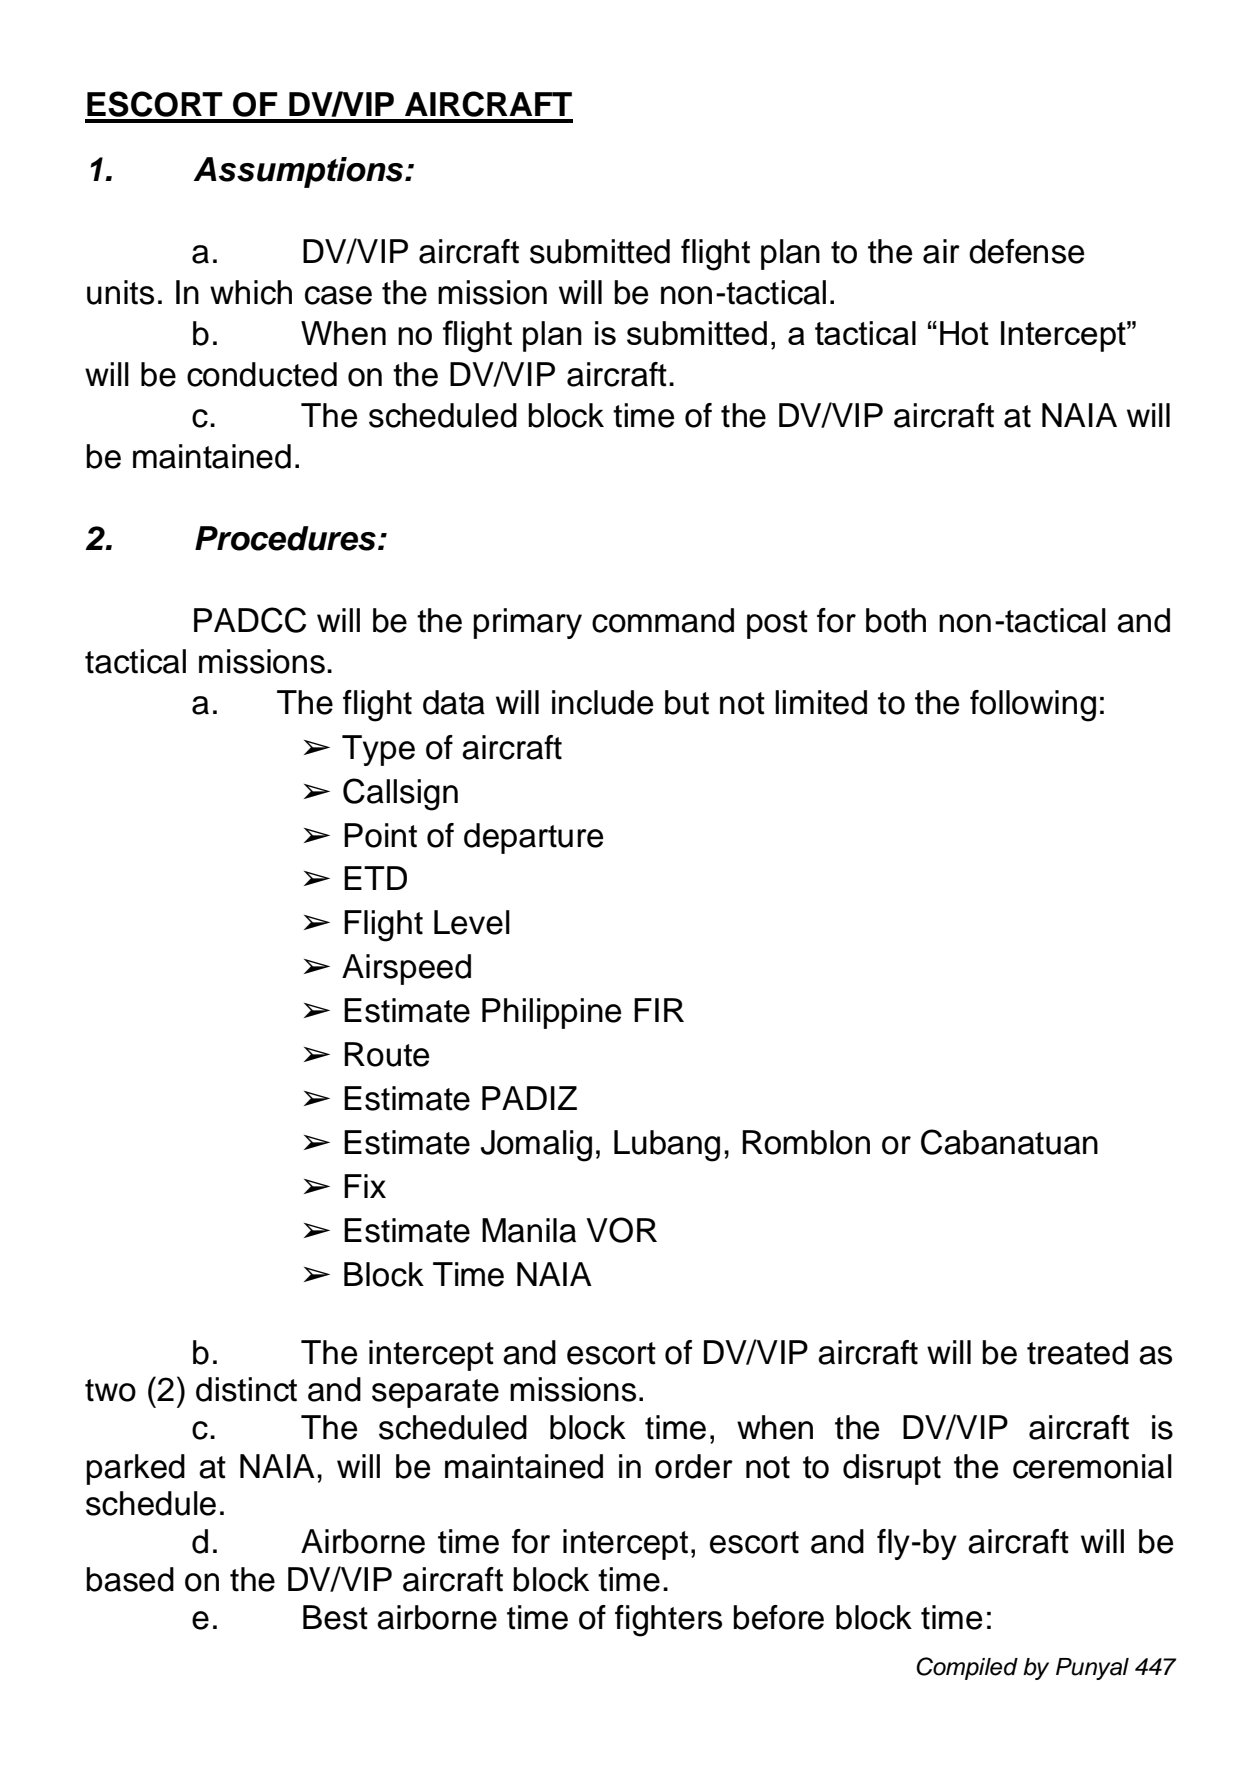 ESCORT OF DV/VIP AIRCRAFT
1. Assumptions:
a. DV/VIP aircraft submitted flight plan to the air defense
units. In which case the mission will be non-tactical.
b. When no flight plan is submitted, a tactical “Hot Intercept”
will be conducted on the DV/VIP aircraft.
c. The scheduled block time of the DV/VIP aircraft at NAIA will
be maintained.
2. Procedures:
PADCC will be the primary command post for both non-tactical and
tactical missions.
a. The flight data will include but not limited to the following:
➢ Type of aircraft
➢ Callsign
➢ Point of departure
➢ ETD
➢ Flight Level
➢ Airspeed
➢ Estimate Philippine FIR
➢ Route
➢ Estimate PADIZ
➢ Estimate Jomalig, Lubang, Romblon or Cabanatuan
➢ Fix
➢ Estimate Manila VOR
➢ Block Time NAIA
b. The intercept and escort of DV/VIP aircraft will be treated as
two (2) distinct and separate missions.
c. The scheduled block time, when the DV/VIP aircraft is
parked at NAIA, will be maintained in order not to disrupt the ceremonial
schedule.
d. Airborne time for intercept, escort and fly-by aircraft will be
based on the DV/VIP aircraft block time.
e. Best airborne time of fighters before block time:
Compiled by Punyal 447